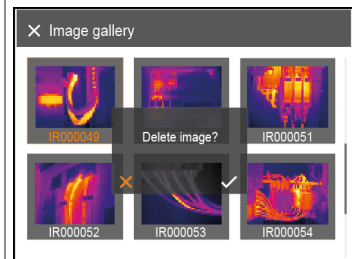 Image gallery
IR000049
Delete image?
IR000051
IR000052
IR000053
IR000054